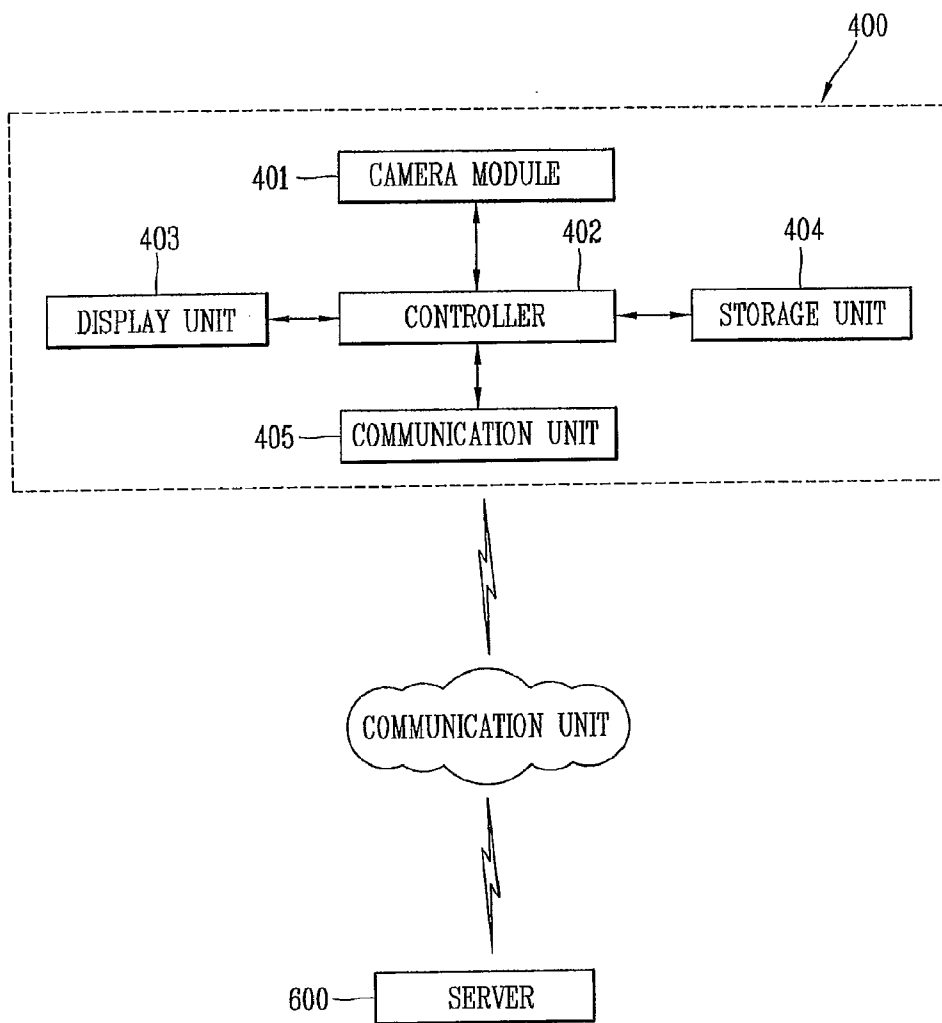 400
401
CAMERA MODULE
403
402
404
DISPLAY UNIT
CONTROLLER
STORAGE UNIT
405
COMMUNICATION UNIT
COMMUNICATION UNIT
600
SERVER